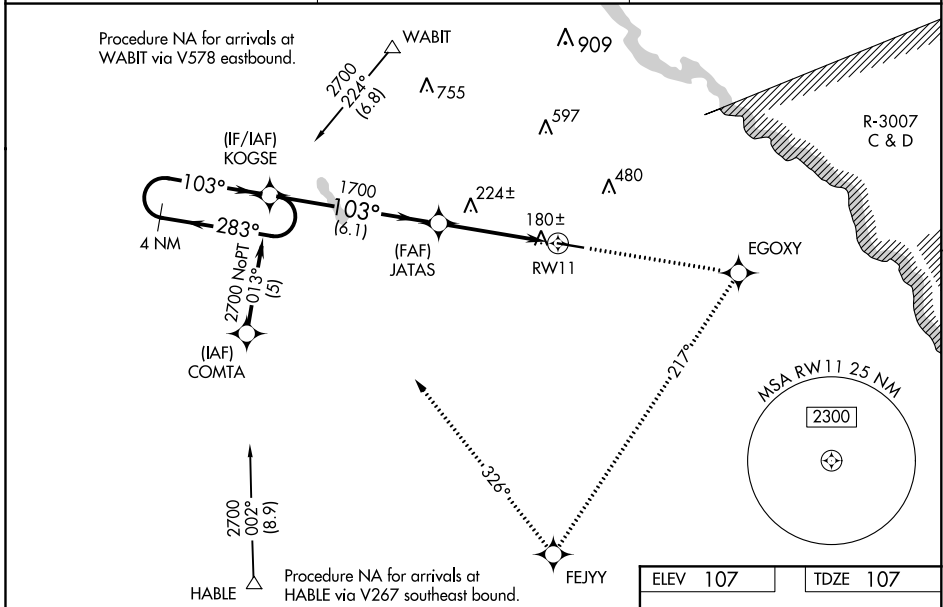 Procedure NA for arrivals at
WABIT via V578 eastbound.
WABIT
2700
224°
(6.8)
909
755
597
480
R-3007
C & D
(IF/IAF)
KOGSE
103°
283°
4 NM
1700
103°
(6.1)
224±
180±
(FAF)
JATAS
RW11
EGOXY
2700 NoPT
013°
(5)
(IAF)
COMTA
217°
326°
MSA RW11 25 NM
2300
2700
002°
(8.9)
HABLE
Procedure NA for arrivals at
HABLE via V267 southeast bound.
FEJYY
ELEV 107
TDZE 107